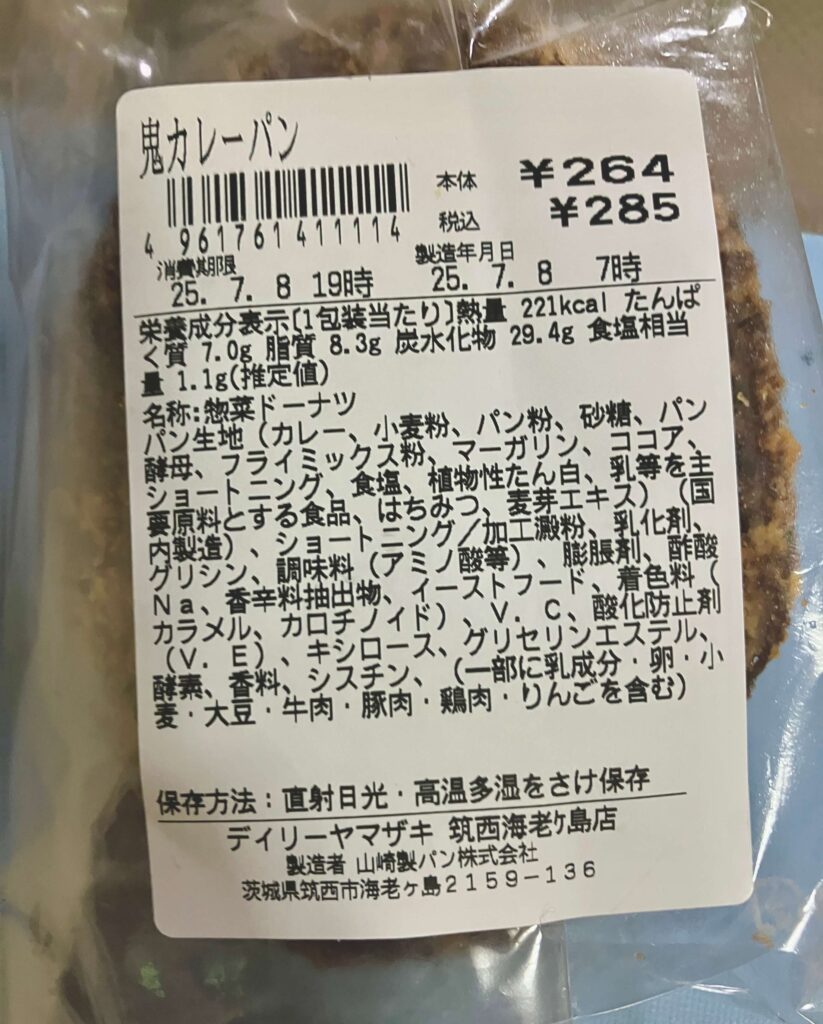 鬼カレーパン
本体 ¥264
税込 ¥285
4 961761 411114
消費期限
製造年月日
25. 7. 8 19時
25. 7. 8 7時
栄養成分表示[1包装当たり]熱量 221kcal たんぱ
く質 7.0g 脂質 8.3g 炭水化物 29.4g 食塩相当
量 1.1g(推定値)
名称:惣菜ドーナツ
パン生地（カレー、小麦粉、パン粉、砂糖、パン
酵母、フライミックス粉、マーガリン、ココア、
ショートニング、食塩、植物性たん白、乳等を主
要原料とする食品、はちみつ、麦芽エキス）（国
内製造）、ショートニング／加工澱粉、乳化剤、
グリシン、調味料（アミノ酸等）、膨脹剤、酢酸
Ｎａ、香辛料抽出物、イーストフード、着色料（
カラメル、カロチノイド）、Ｖ．Ｃ、酸化防止剤
（Ｖ．Ｅ）、キシロース、グリセリンエステル、
酵素、香料、シスチン、（一部に乳成分・卵・小
麦・大豆・牛肉・豚肉・鶏肉・りんごを含む）
保存方法：直射日光・高温多湿をさけ保存
デイリーヤマザキ 筑西海老ｹ島店
製造者 山崎製パン株式会社
茨城県筑西市海老ヶ島２１５９－１３６